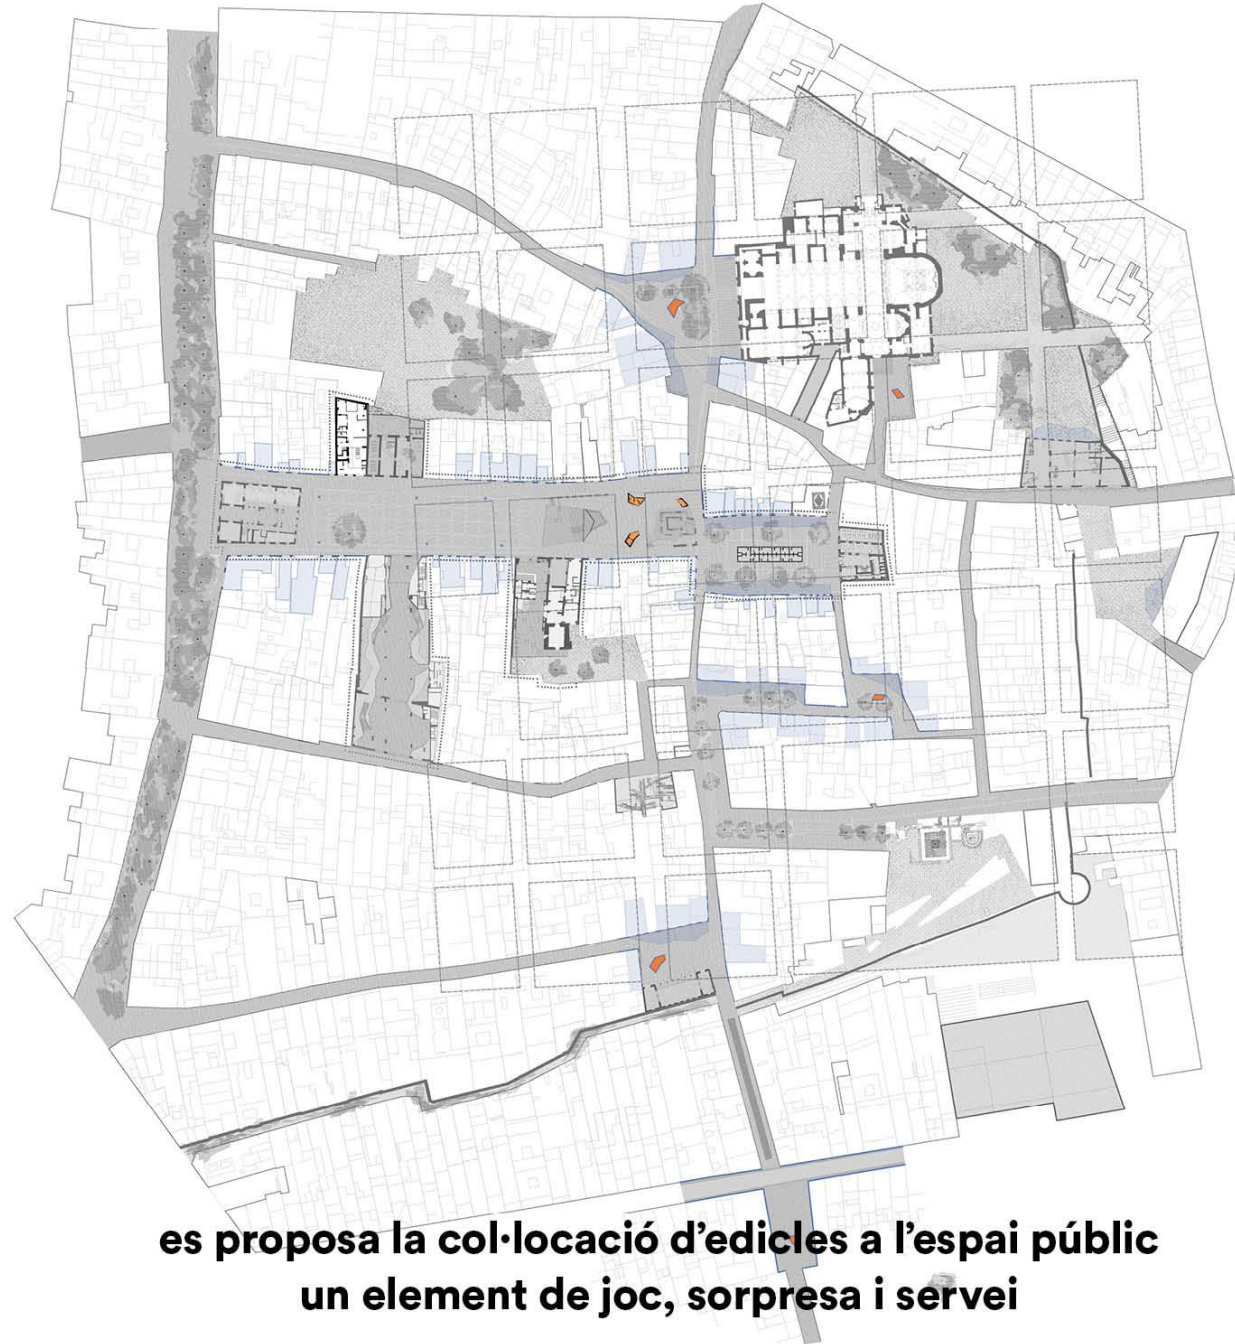 es proposa la col·locació d’edicles a l’espai públic
un element de joc, sorpresa i servei